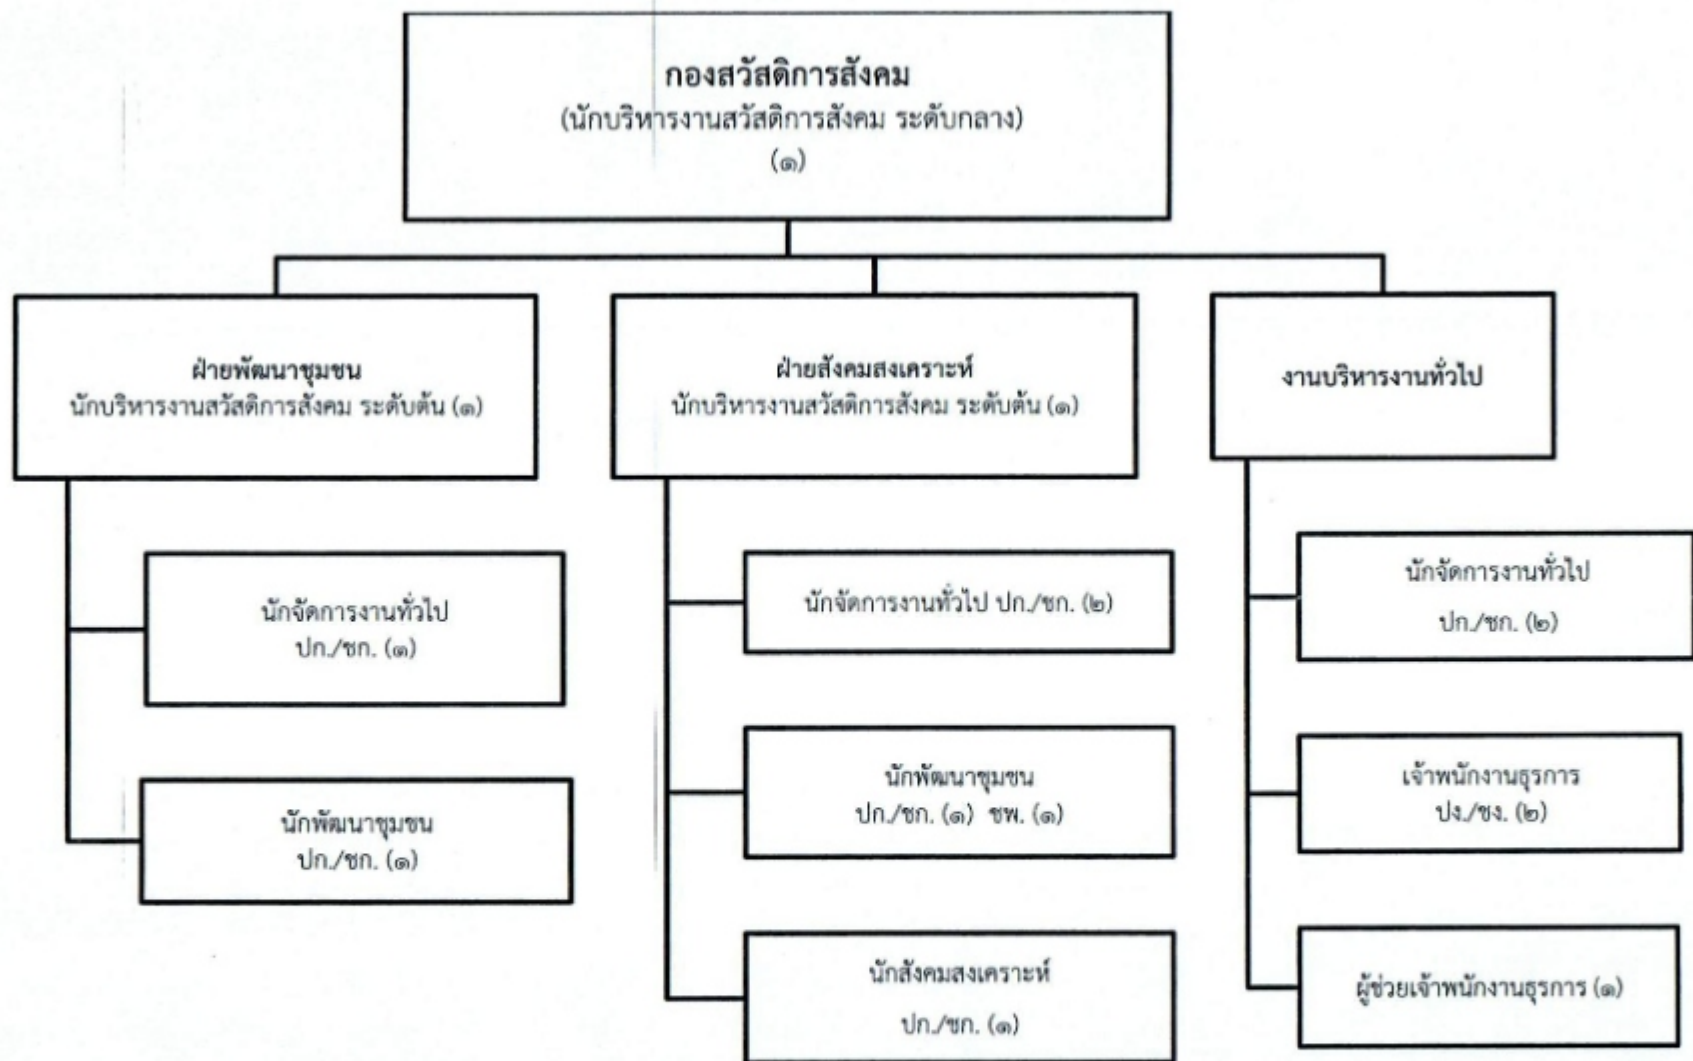 กองสวัสดิการสังคม
(นักบริหารงานสวัสดิการสังคม ระดับกลาง)
(๑)
ฝ่ายพัฒนาชุมชน
นักบริหารงานสวัสดิการสังคม ระดับต้น (๑)
นักจัดการงานทั่วไป
ปก./ชก. (๑)
นักพัฒนาชุมชน
ปก./ชก. (๑)
ฝ่ายสังคมสงเคราะห์
นักบริหารงานสวัสดิการสังคม ระดับต้น (๑)
นักจัดการงานทั่วไป ปก./ชก. (๒)
นักพัฒนาชุมชน
ปก./ชก. (๑) ชพ. (๑)
นักสังคมสงเคราะห์
ปก./ชก. (๑)
งานบริหารงานทั่วไป
นักจัดการงานทั่วไป
ปก./ชก. (๒)
เจ้าพนักงานธุรการ
ปง./ชง. (๒)
ผู้ช่วยเจ้าพนักงานธุรการ (๑)